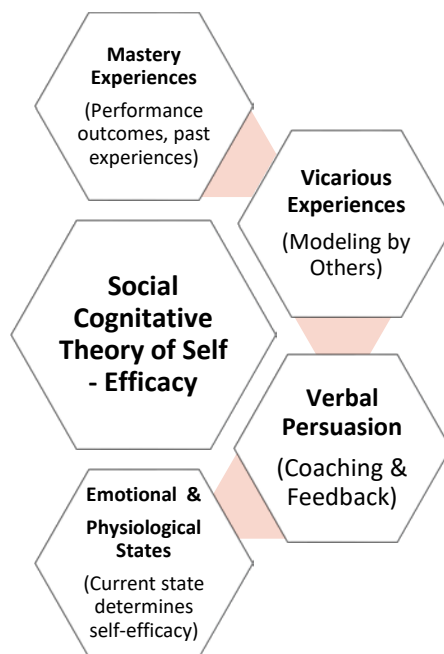 Mastery
Experiences
(Performance
outcomes, past
experiences)
Vicarious
Experiences
(Modeling by
Others)
Social
Cognitative
Theory of Self
- Efficacy
Verbal
Persuasion
(Coaching &
Feedback)
Emotional &
Physiological
States
(Current state
determines
self-efficacy)